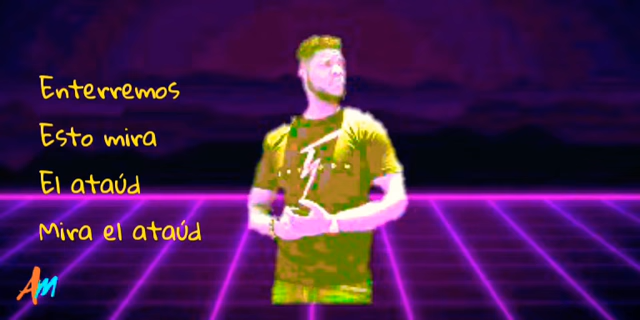 Enterremos
Esto mira
El ataúd
Mira el ataúd
AM